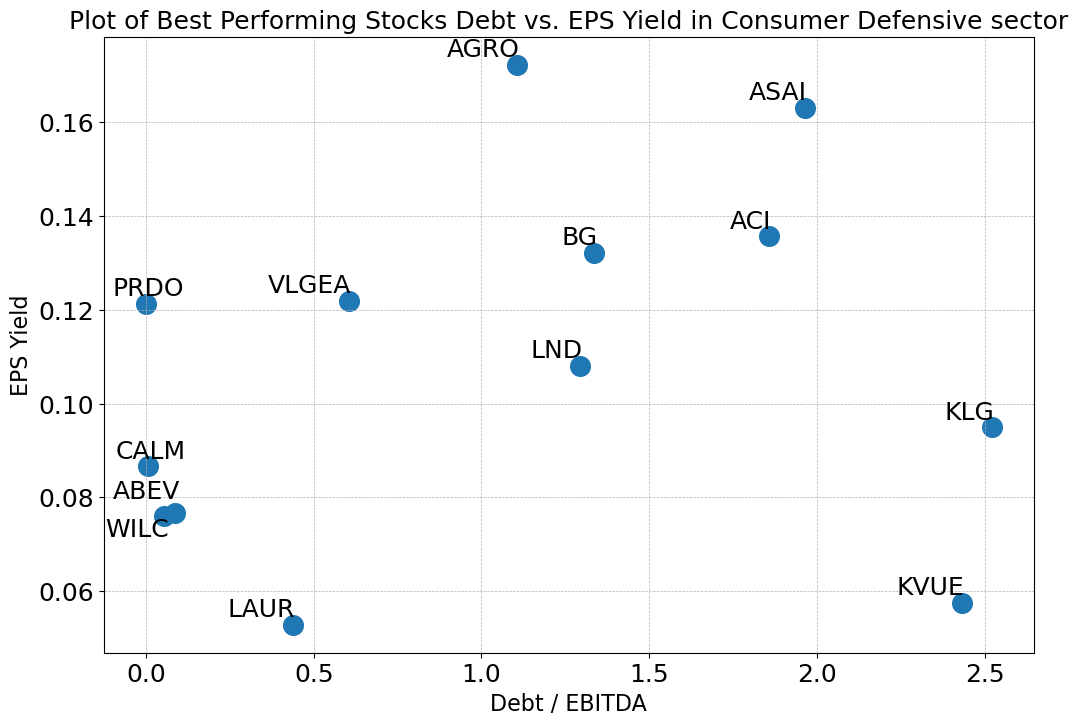 Plot of Best Performing Stocks Debt vs. EPS Yield in Consumer Defensive sector
AGRO
ASAI
0.16
0.14
ACI
BG
PRDO
VLGEA
0.12
EPS Yield
LND
0.10
KLG
CALM
ABEV
0.08
WILC
KVUE
0.06
LAUR
0.0
0.5
1.0
1.5
2.0
2.5
Debt / EBITDA